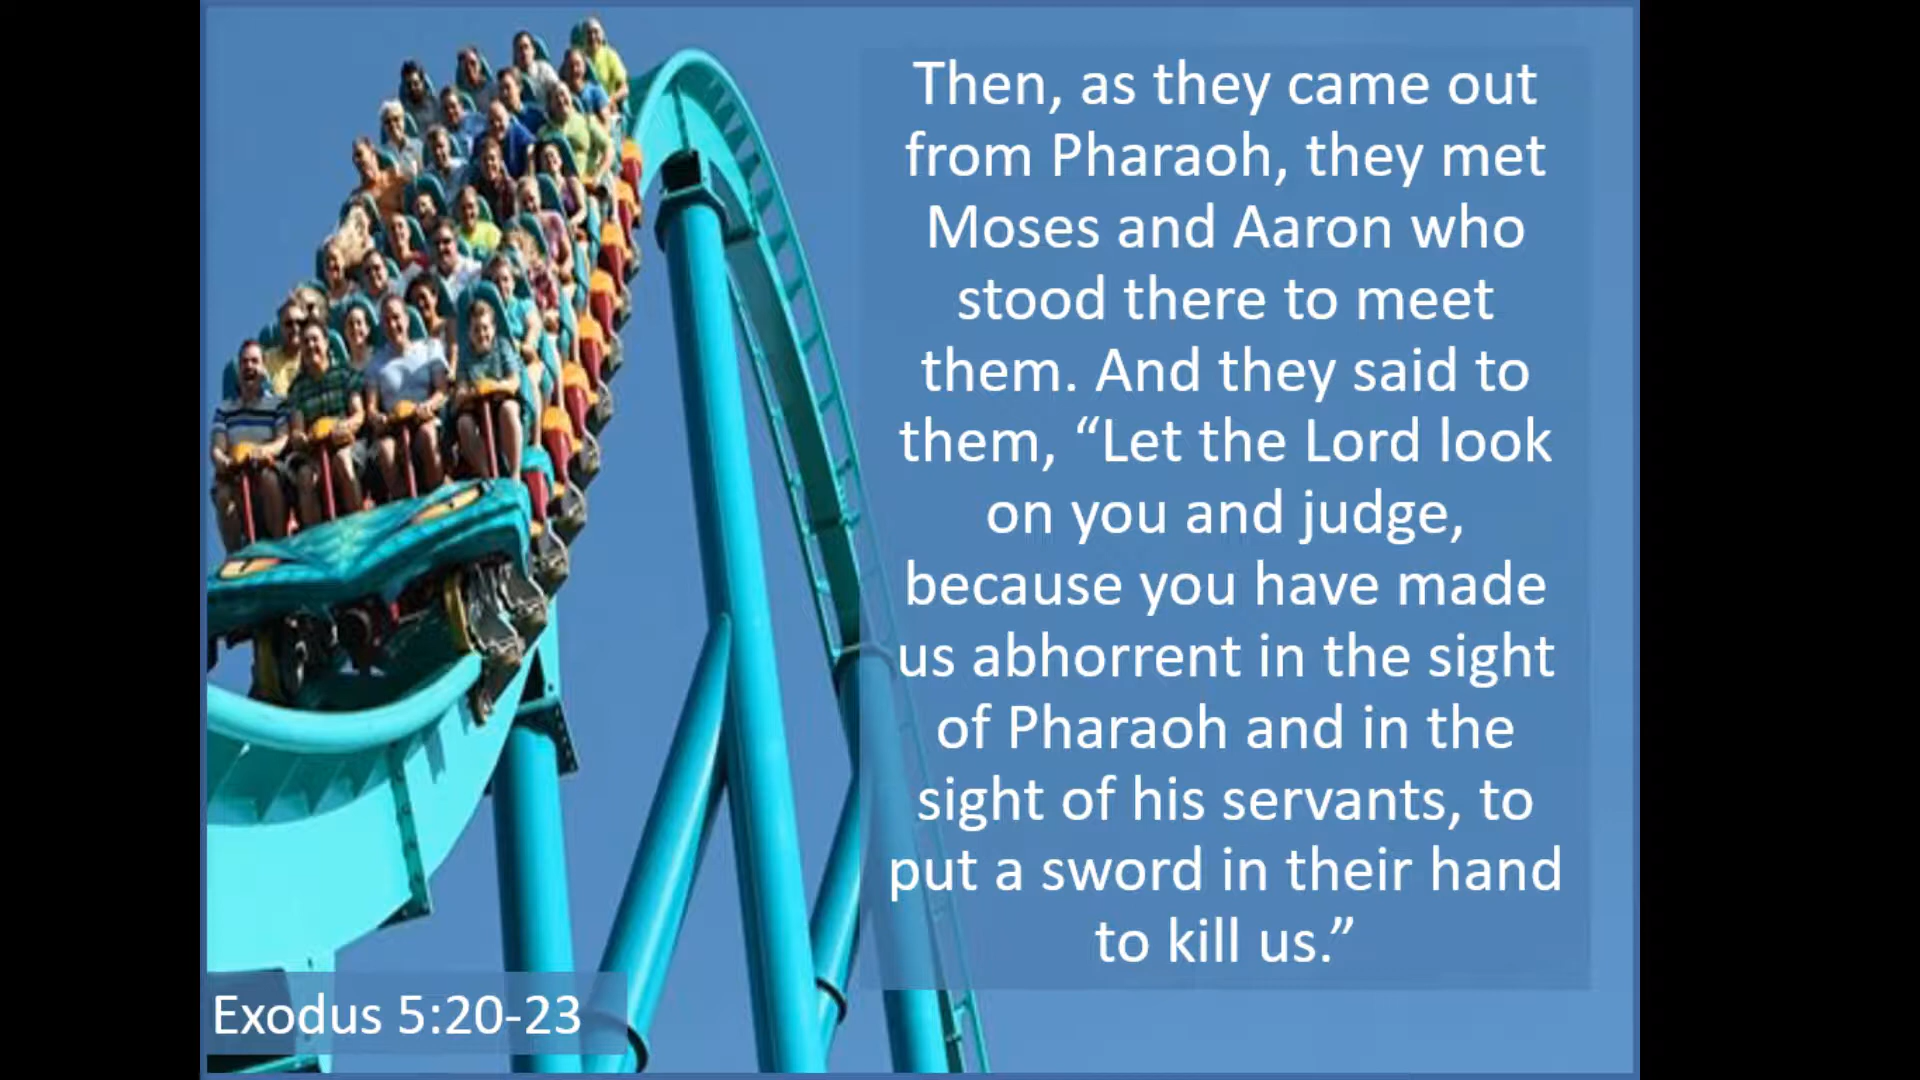 Then, as they came out
from Pharaoh, they met
Moses and Aaron who
stood there to meet
them. And they said to
them, “Let the Lord look
on you and judge,
because you have made
us abhorrent in the sight
of Pharaoh and in the
sight of his servants, to
put a sword in their hand
to kill us.”
Exodus 5:20-23